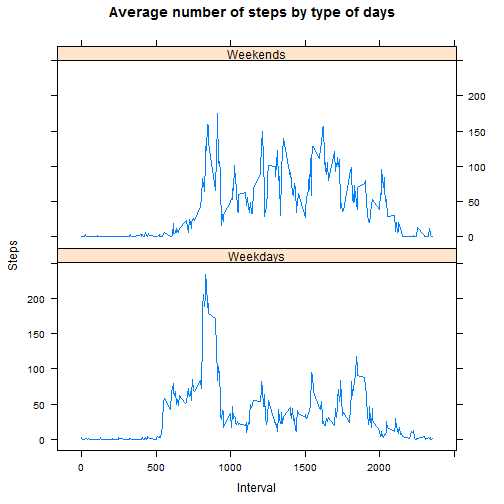 Average number of steps by type of days
Weekends
200
150
100
50
0
Steps
Weekdays
200
150
100
50
0
0 500 1000 1500 2000
Interval